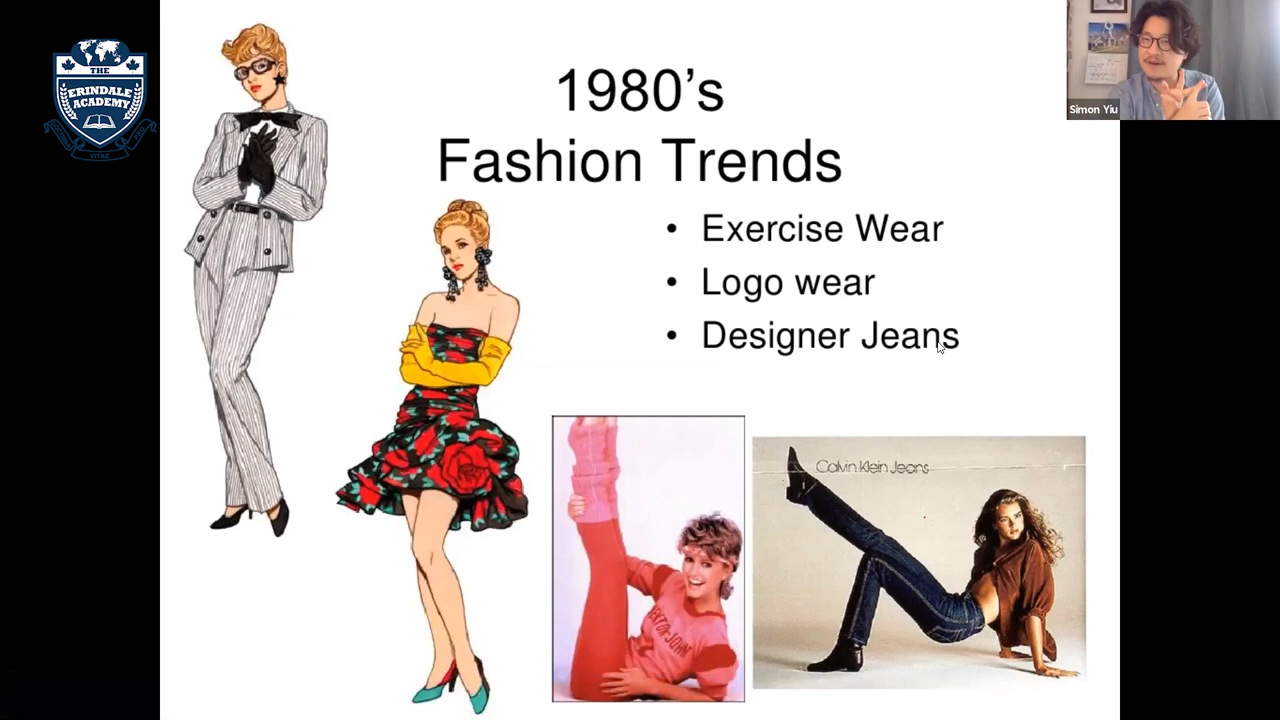 THE
ERINDALE
ACADEMY
VITAE
1980’s
Fashion Trends
• Exercise Wear
• Logo wear
• Designer Jeans
Simon Yiu
Calvin Klein Jeans